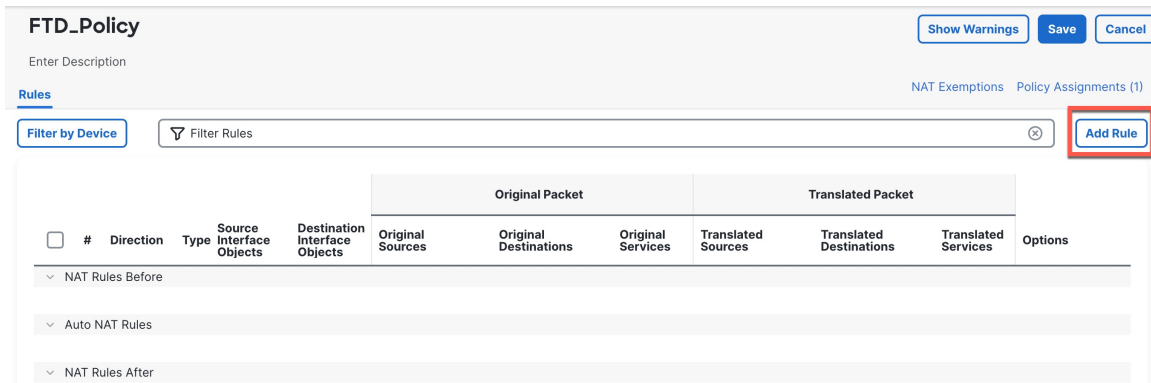 FTD_Policy
Show Warnings Save Cancel
Enter Description
Rules
NAT Exemptions Policy Assignments (1)
Filter by Device Filter Rules Add Rule
Original Packet Translated Packet
# Direction Type Source Interface Objects Destination Interface Objects Original Sources Original Destinations Original Services Translated Sources Translated Destinations Translated Services Options
NAT Rules Before
Auto NAT Rules
NAT Rules After